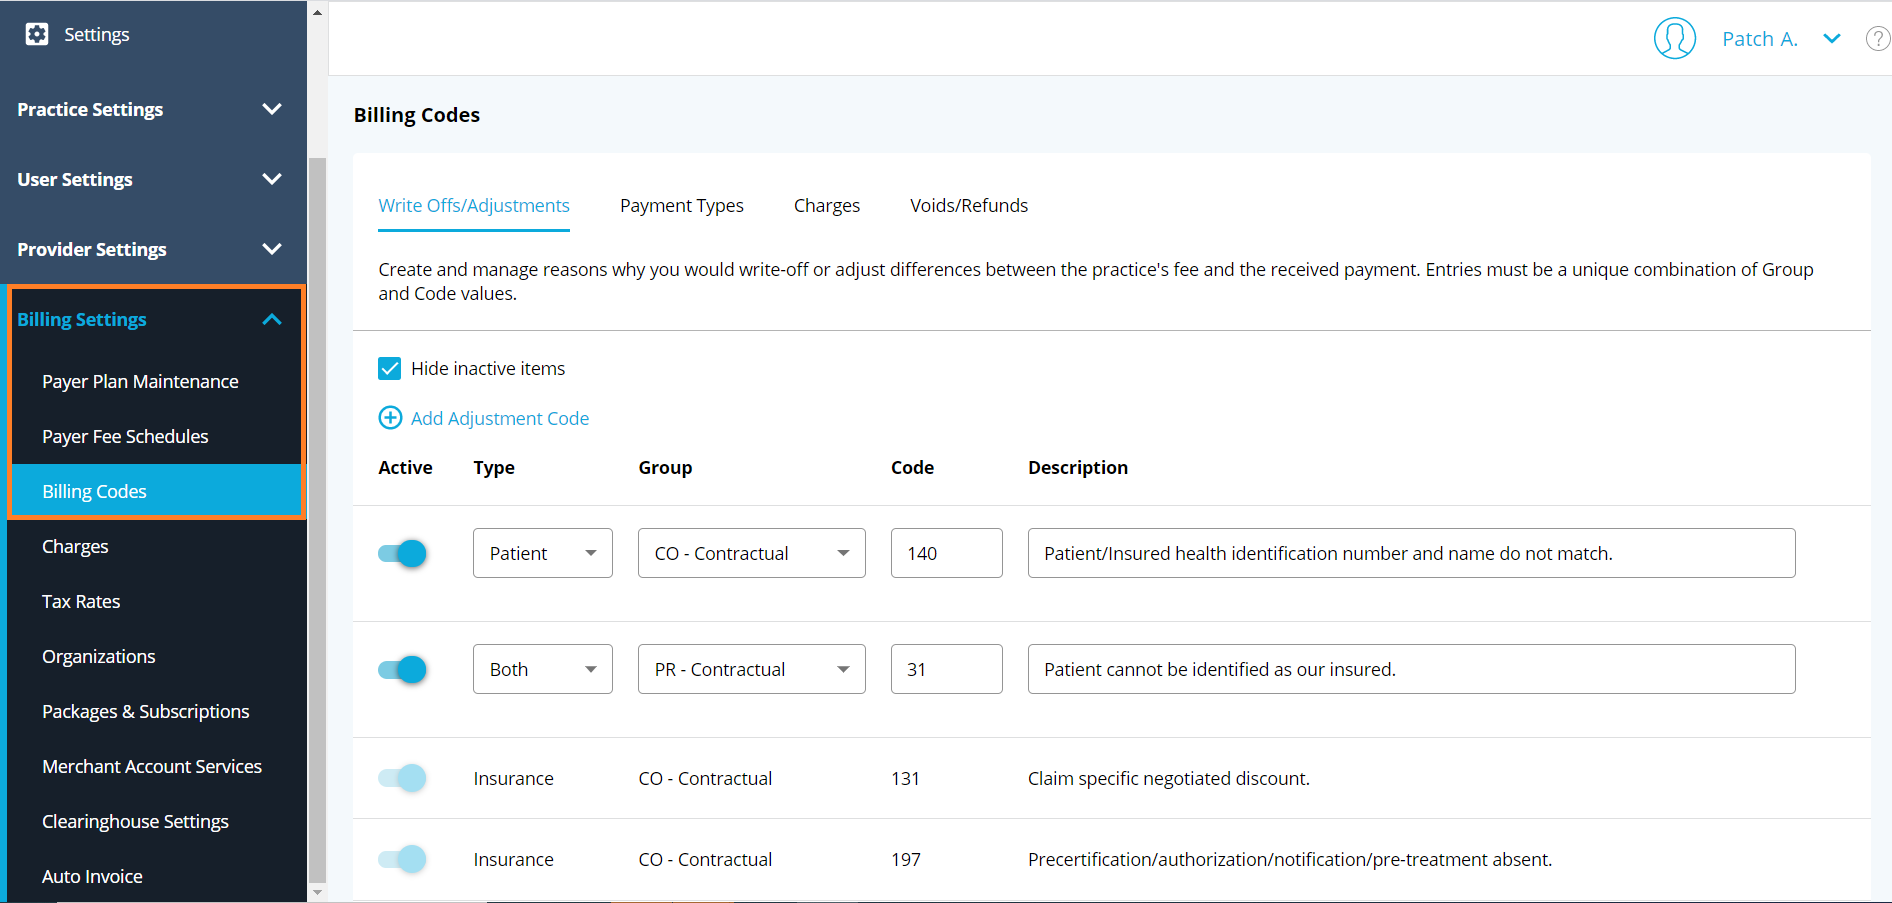 Settings
Practice Settings
User Settings
Provider Settings
Billing Settings
Payer Plan Maintenance
Payer Fee Schedules
Billing Codes
Charges
Tax Rates
Organizations
Packages & Subscriptions
Merchant Account Services
Clearinghouse Settings
Auto Invoice
Patch A.
?
Billing Codes
Write Offs/Adjustments Payment Types Charges Voids/Refunds
Create and manage reasons why you would write-off or adjust differences between the practice's fee and the received payment. Entries must be a unique combination of Group
and Code values.
Hide inactive items
Add Adjustment Code
Active Type Group Code Description
Patient CO - Contractual 140 Patient/Insured health identification number and name do not match.
Both PR - Contractual 31 Patient cannot be identified as our insured.
Insurance CO - Contractual 131 Claim specific negotiated discount.
Insurance CO - Contractual 197 Precertification/authorization/notification/pre-treatment absent.